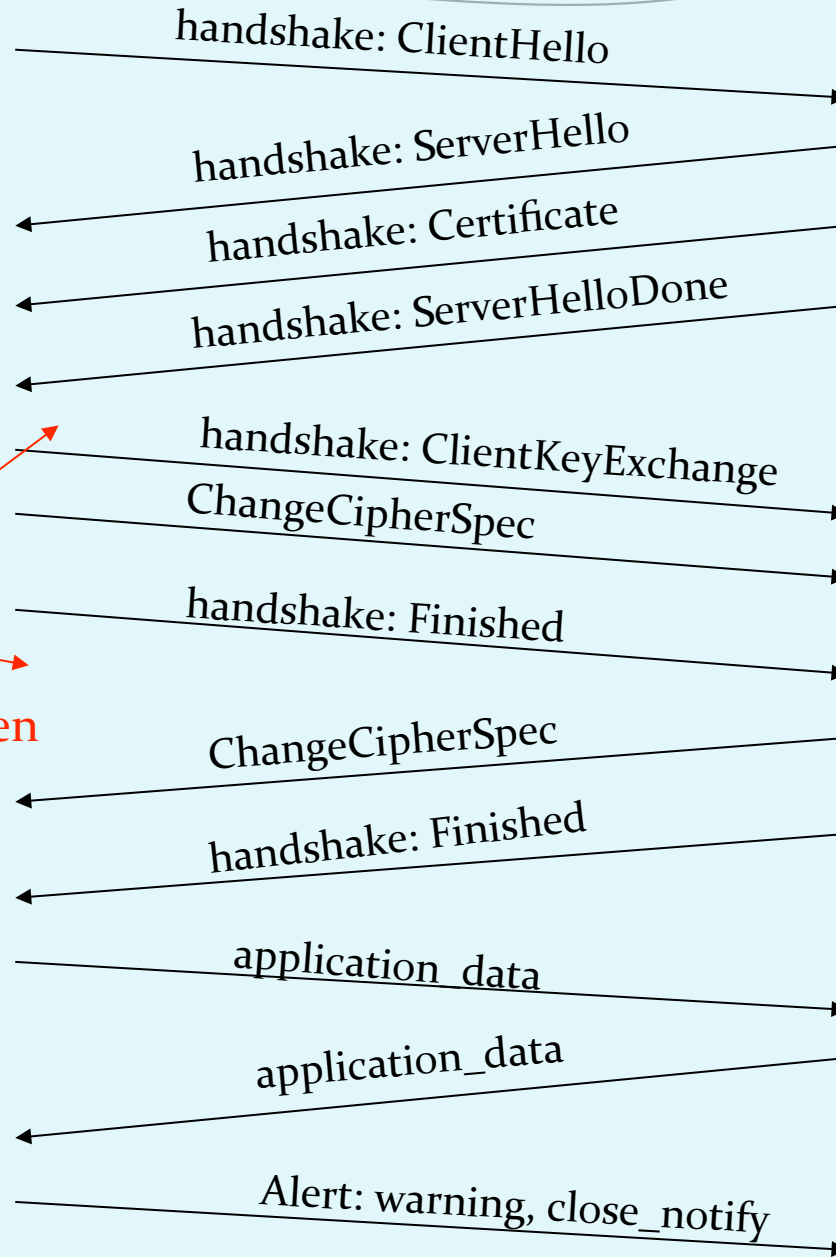 handshake: ClientHello
handshake: ServerHello
handshake: Certificate
handshake: ServerHelloDone
handshake: ClientKeyExchange
ChangeCipherSpec
handshake: Finished
en
ChangeCipherSpec
handshake: Finished
application_data
application_data
Alert: warning, close_notify